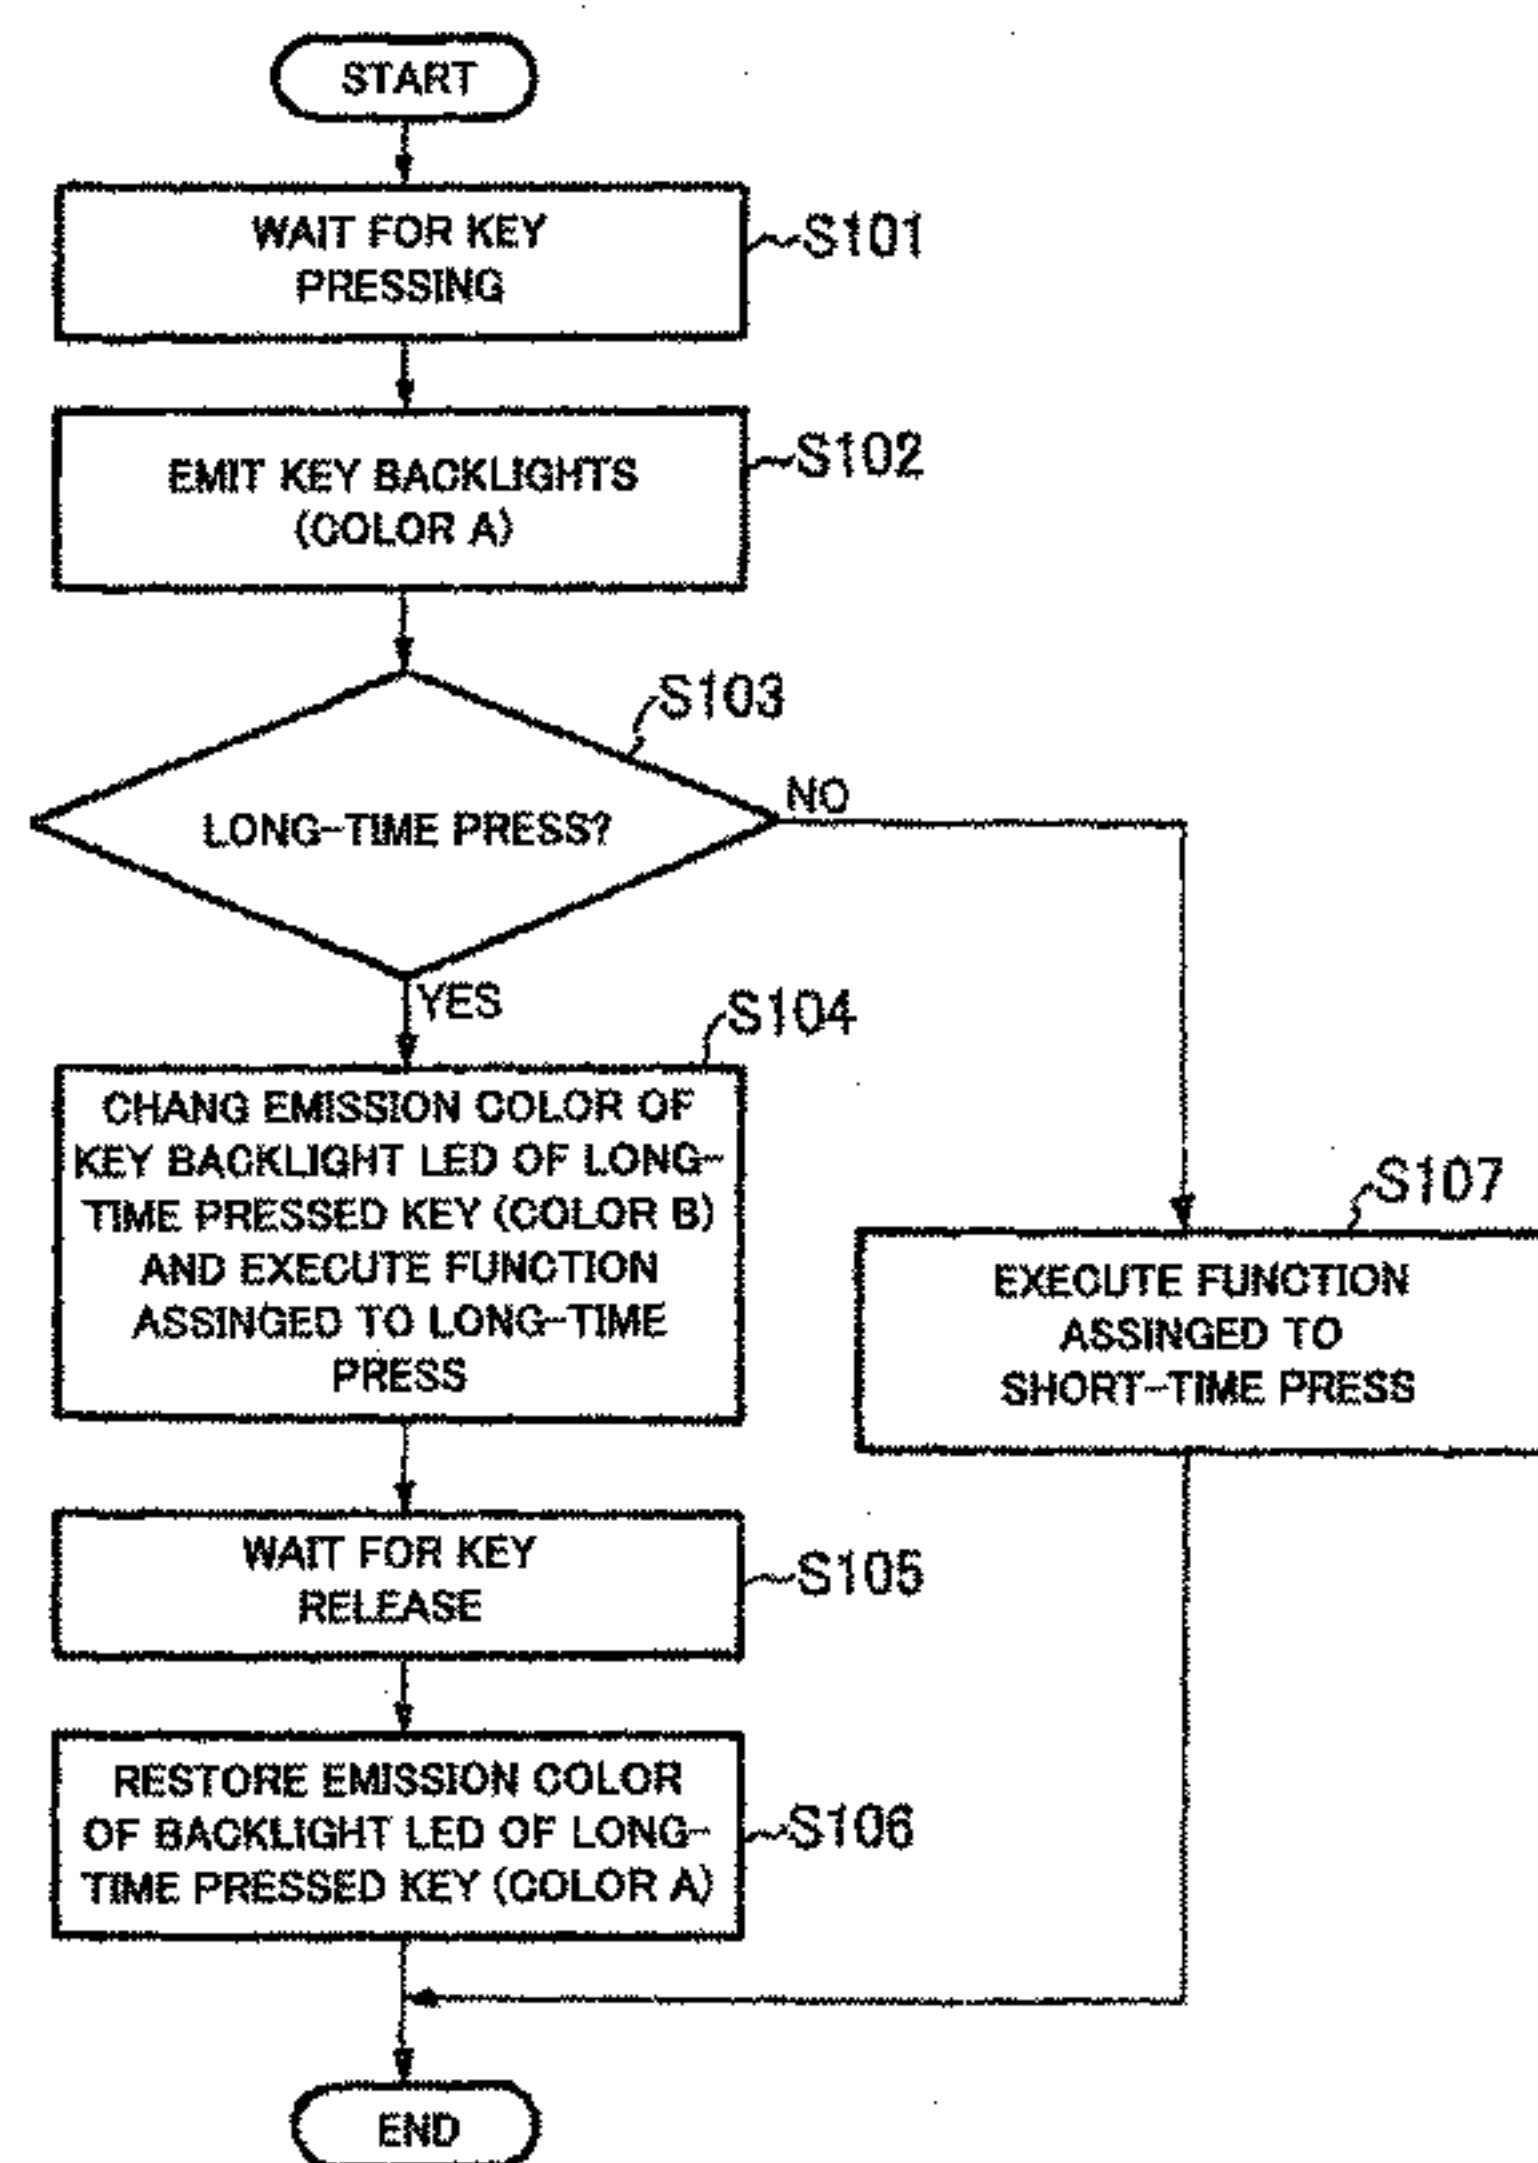 START
WAIT FOR KEY
PRESSING
S101
EMIT KEY BACKLIGHTS
(COLOR A)
S102
S103
LONG-TIME PRESS?
NO
YES
S104
CHANG EMISSION COLOR OF
KEY BACKLIGHT LED OF LONG-
TIME PRESSED KEY (COLOR B)
AND EXECUTE FUNCTION
ASSINGED TO LONG-TIME
PRESS
S107
EXECUTE FUNCTION
ASSINGED TO
SHORT-TIME PRESS
WAIT FOR KEY
RELEASE
S105
RESTORE EMISSION COLOR
OF BACKLIGHT LED OF LONG-
TIME PRESSED KEY (COLOR A)
S106
END